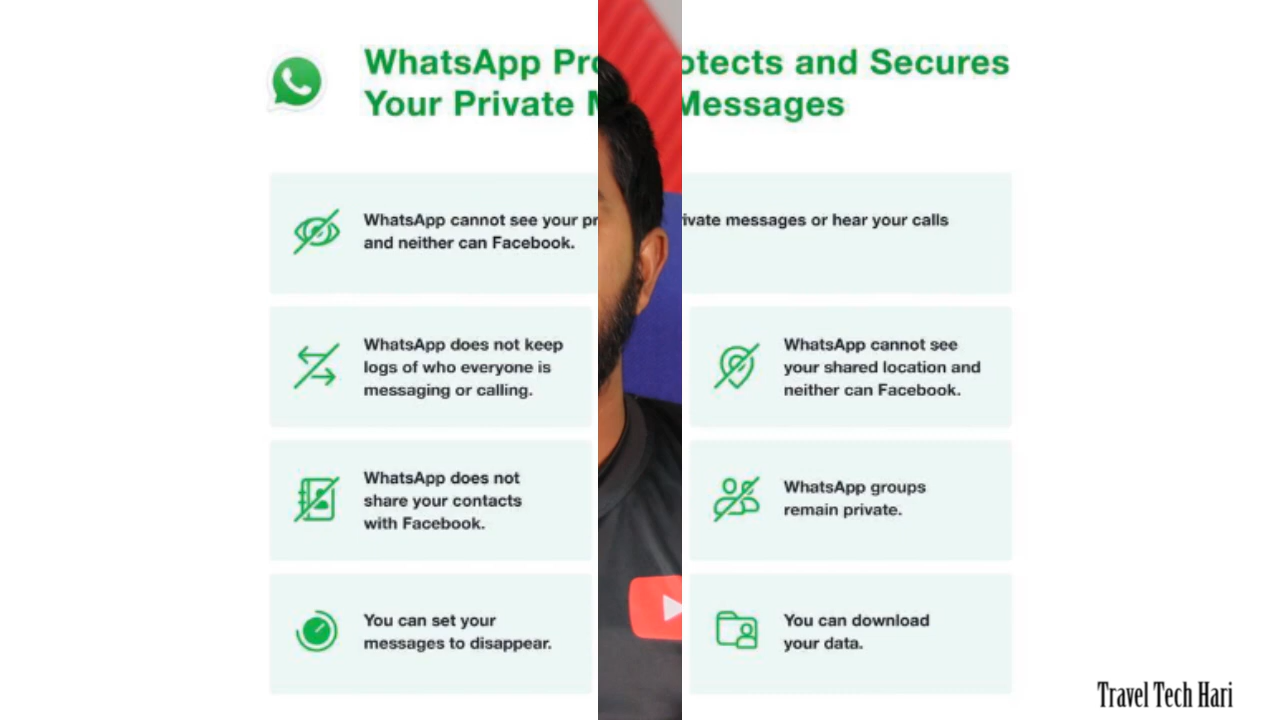 WhatsApp Pro otects and Secures
Your Private Messages
WhatsApp cannot see your pr ivate messages or hear your calls
and neither can Facebook.
WhatsApp does not keep
logs of who everyone is
messaging or calling.
WhatsApp cannot see
your shared location and
neither can Facebook.
WhatsApp does not
share your contacts
with Facebook.
WhatsApp groups
remain private.
You can set your
messages to disappear.
You can download
your data.
Travel Tech Hari